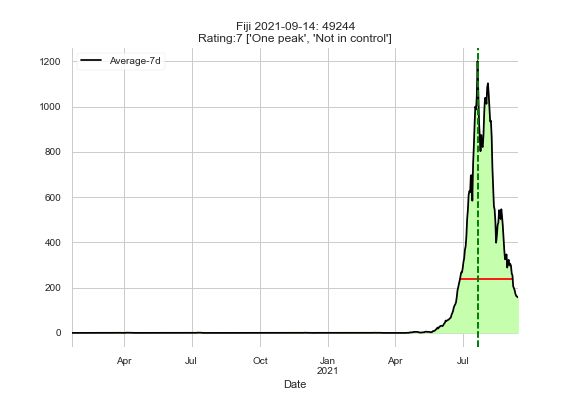 Fiji 2021-09-14: 49244
Rating:7 ['One peak', 'Not in control']
Average-7d
1200
1000
800
600
400
200
0
Apr Jul Oct Jan Apr Jul
2021
Date